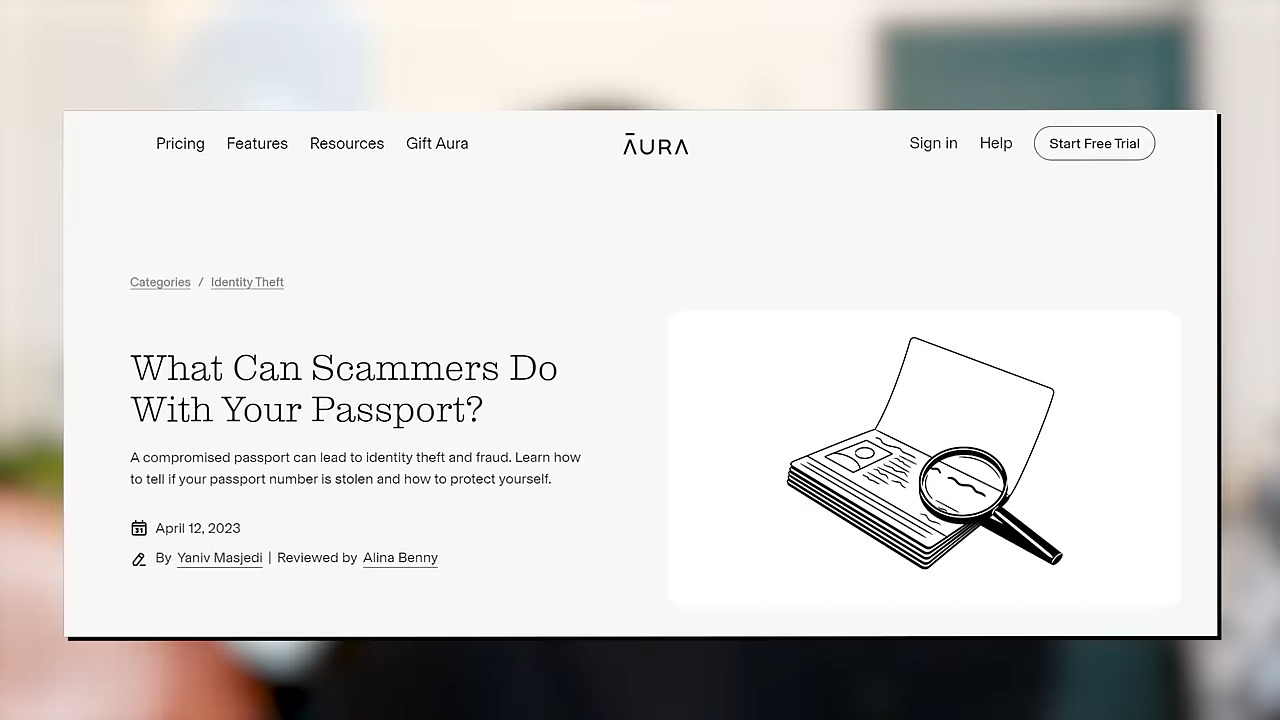 Pricing Features Resources Gift Aura
ĀURA
Sign in Help Start Free Trial
Categories / Identity Theft
What Can Scammers Do
With Your Passport?
A compromised passport can lead to identity theft and fraud. Learn how
to tell if your passport number is stolen and how to protect yourself.
31
April 12, 2023
By Yaniv Masjedi | Reviewed by Alina Benny